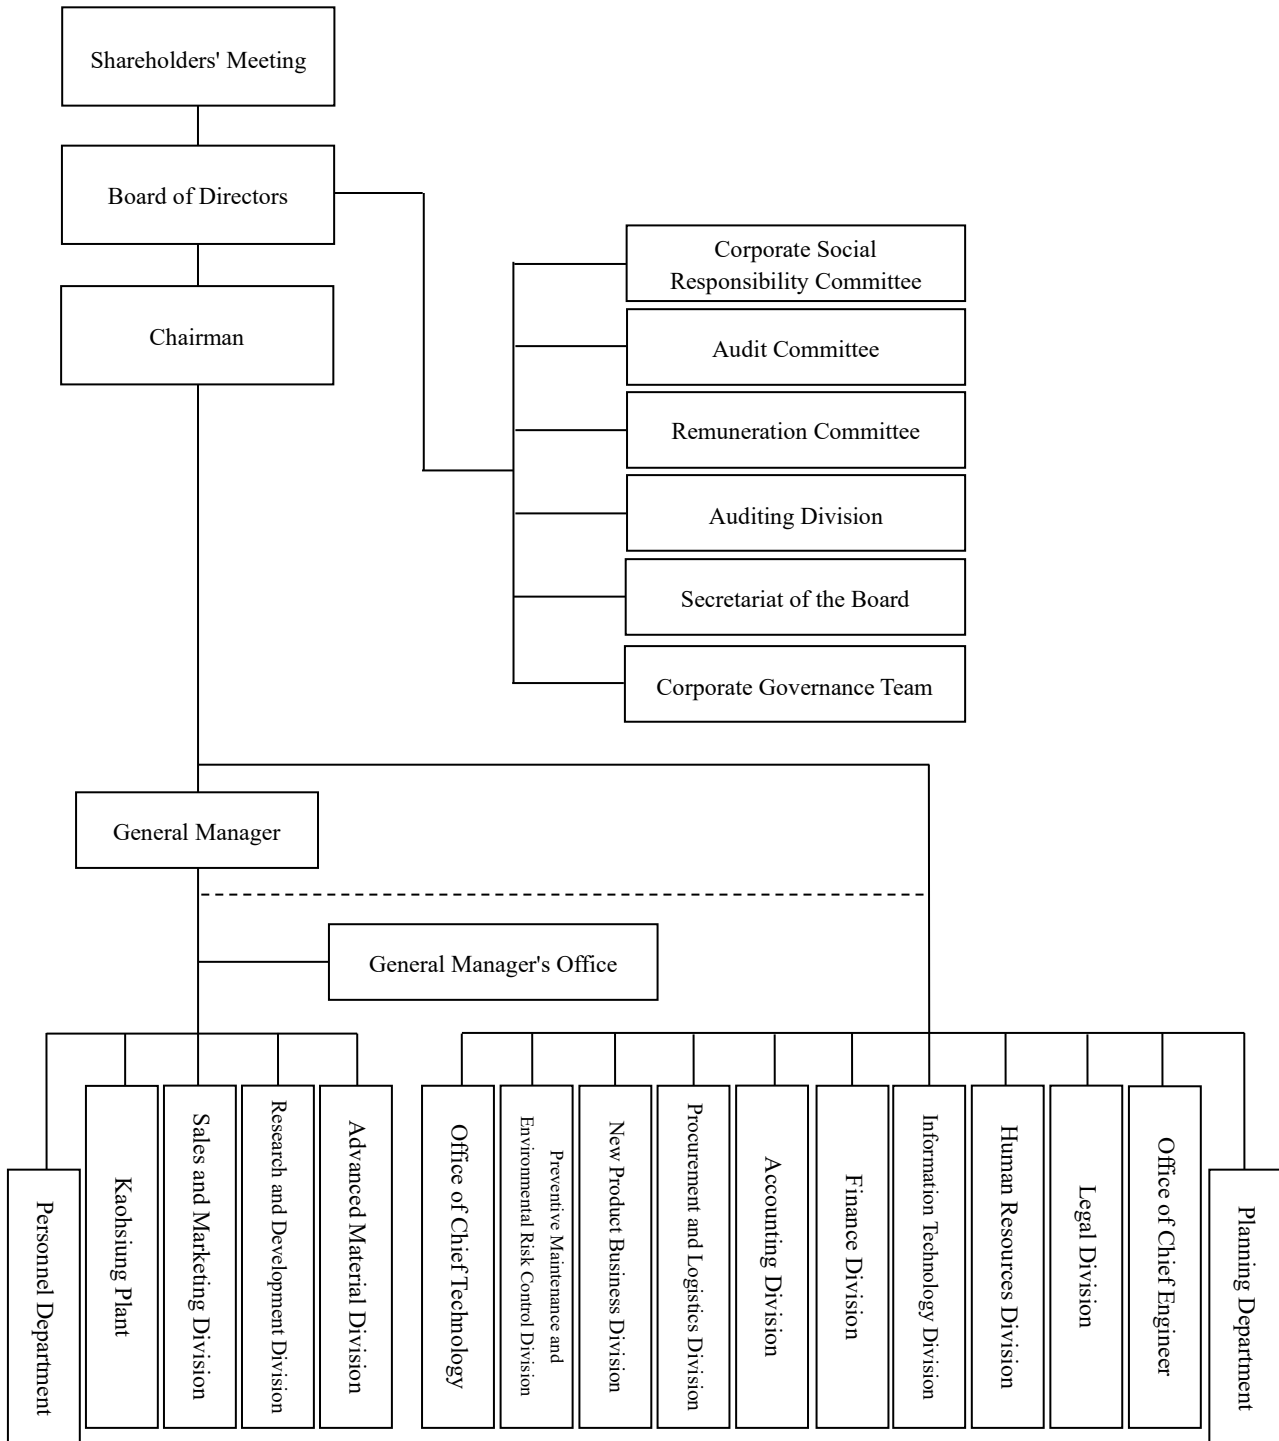 Shareholders' Meeting
Board of Directors
Chairman
Corporate Social
Responsibility Committee
Audit Committee
Remuneration Committee
Auditing Division
Secretariat of the Board
Corporate Governance Team
General Manager
General Manager's Office
Personnel Department
Kaohsiung Plant
Sales and Marketing Division
Research and Development Division
Advanced Material Division
Office of Chief Technology
Preventive Maintenance and
Environmental Risk Control Division
New Product Business Division
Procurement and Logistics Division
Accounting Division
Finance Division
Information Technology Division
Human Resources Division
Legal Division
Office of Chief Engineer
Planning Department